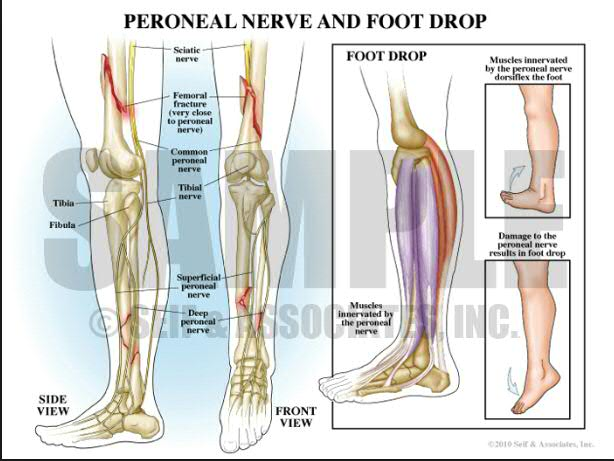 PERONEAL NERVE AND FOOT DROP
Sciatic
nerve
Femoral
fracture
(very close
to peroneal
nerve)
Common
peroneal
nerve
Tibial
nerve
Tibia
Fibula
Superficial
peroneal
nerve
Deep
peroneal
nerve
SIDE
VIEW
FRONT
VIEW
FOOT DROP
Muscles
innervated by
the peroneal
nerve
Muscles innervated
by the peroneal nerve
dorsiflex the foot
Damage to the
peroneal nerve
results in foot drop
SAMPLE
© SEIF & ASSOCIATES, INC.
©2010 Seif & Associates, Inc.